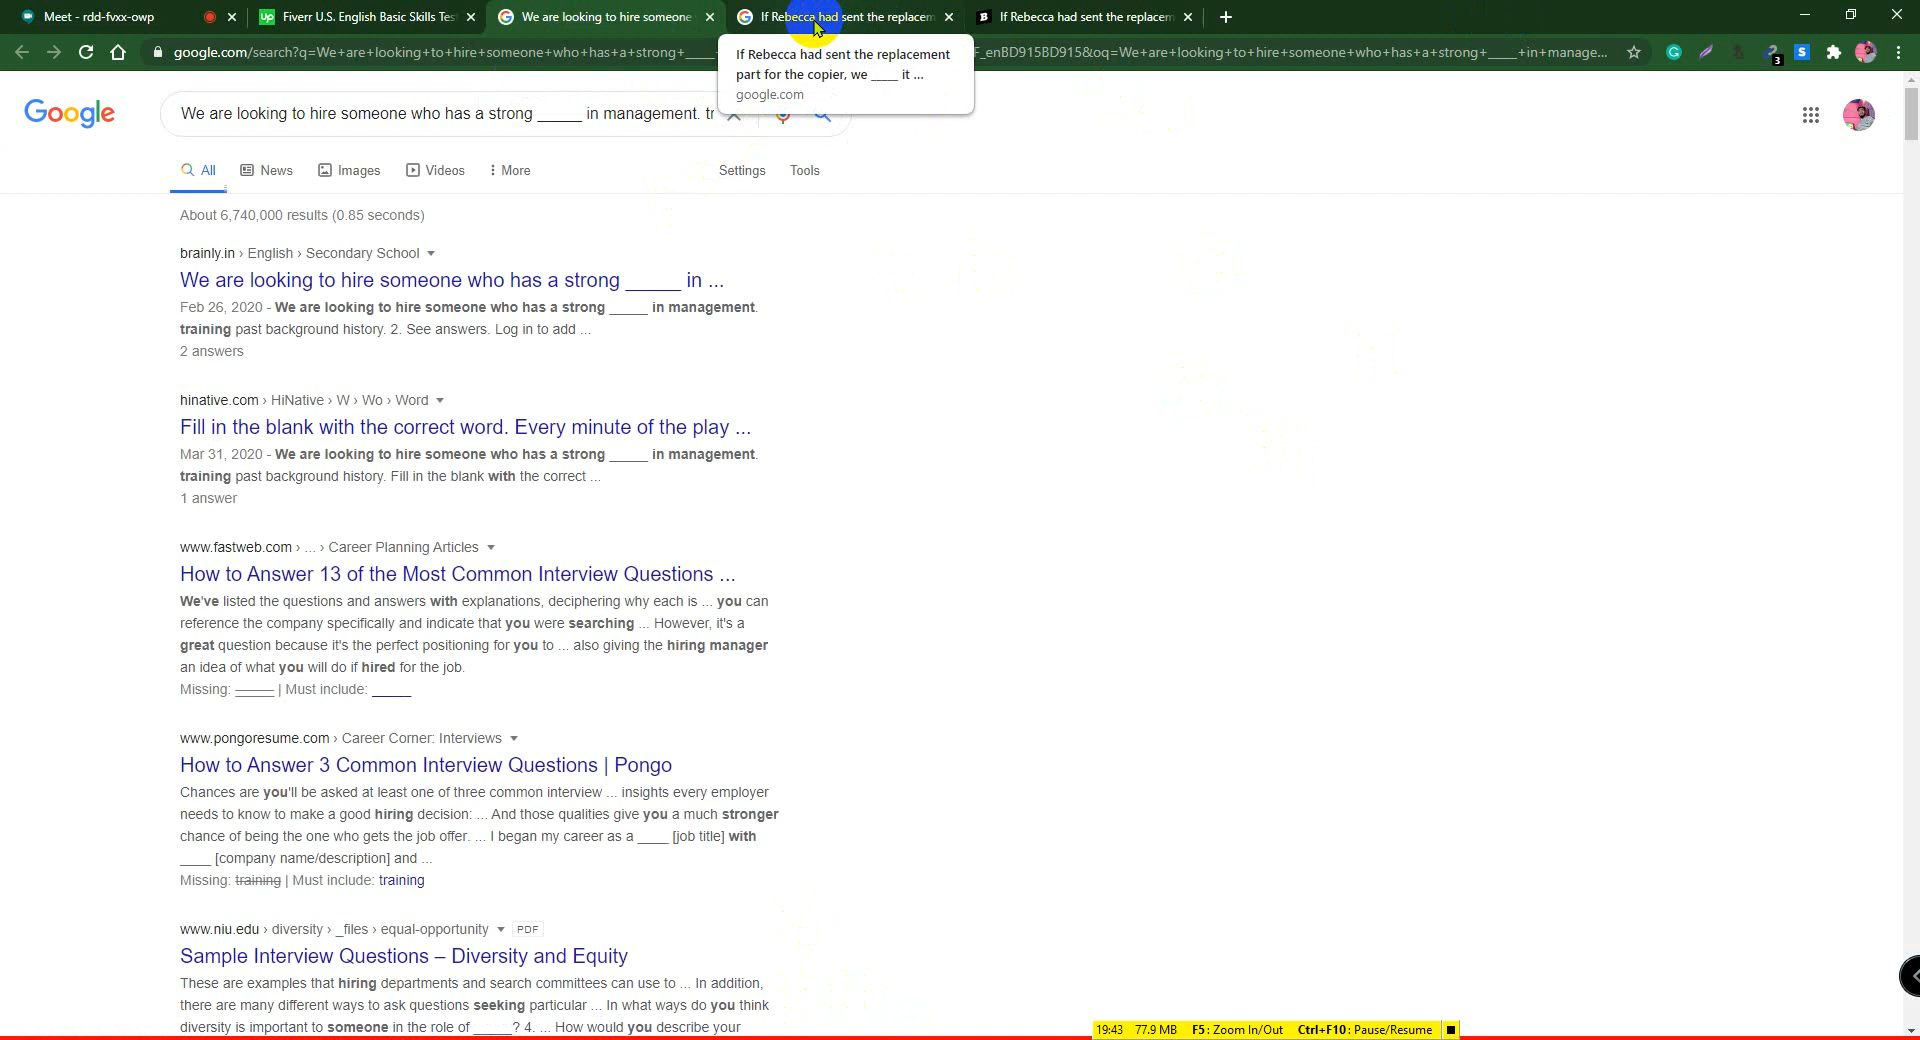 Meet - rdd-fvxx-owp
Up Fiverr U.S. English Basic Skills Tes
We are looking to hire someone
If Rebecca had sent the replacem
If Rebecca had sent the replacem
google.com/search?q=We+are+looking+to+hire+someone+who+has+a+strong+____
_enBD915BD915&oq=We+are+looking+to+hire+someone+who+has+a+strong+____+in+manage...
If Rebecca had sent the replacement
part for the copier, we ____ it ...
google.com
Google
We are looking to hire someone who has a strong _____ in management. tr
All
News
Images
Videos
More
Settings
Tools
About 6,740,000 results (0.85 seconds)
brainly.in › English › Secondary School
We are looking to hire someone who has a strong _____ in ...
Feb 26, 2020 - We are looking to hire someone who has a strong _____ in management.
training past background history. 2. See answers. Log in to add ...
2 answers
hinative.com › HiNative › W › Wo › Word
Fill in the blank with the correct word. Every minute of the play ...
Mar 31, 2020 - We are looking to hire someone who has a strong _____ in management.
training past background history. Fill in the blank with the correct ...
1 answer
www.fastweb.com › ... › Career Planning Articles
How to Answer 13 of the Most Common Interview Questions ...
We've listed the questions and answers with explanations, deciphering why each is ... you can
reference the company specifically and indicate that you were searching ... However, it's a
great question because it's the perfect positioning for you to ... also giving the hiring manager
an idea of what you will do if hired for the job.
Missing: _____ | Must include: _____
www.pongoresume.com › Career Corner: Interviews
How to Answer 3 Common Interview Questions | Pongo
Chances are you'll be asked at least one of three common interview ... insights every employer
needs to know to make a good hiring decision: ... And those qualities give you a much stronger
chance of being the one who gets the job offer. ... I began my career as a ____ [job title] with
____ [company name/description] and ...
Missing: training | Must include: training
www.niu.edu › diversity › _files › equal-opportunity PDF
Sample Interview Questions – Diversity and Equity
These are examples that hiring departments and search committees can use to ... In addition,
there are many different ways to ask questions seeking particular ... In what ways do you think
diversity is important to someone in the role of _____? 4. ... How would you describe your
19:43 77.9 MB F5: Zoom In/Out Ctrl+F10: Pause/Resume